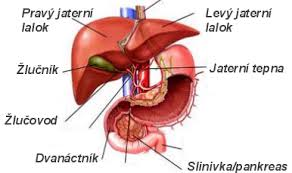 Pravý jaterní
lalok
Levý jaterní
lalok
Žlučník
Jaterní tepna
Žlučovod
Dvanáctník
Slinivka/pankreas